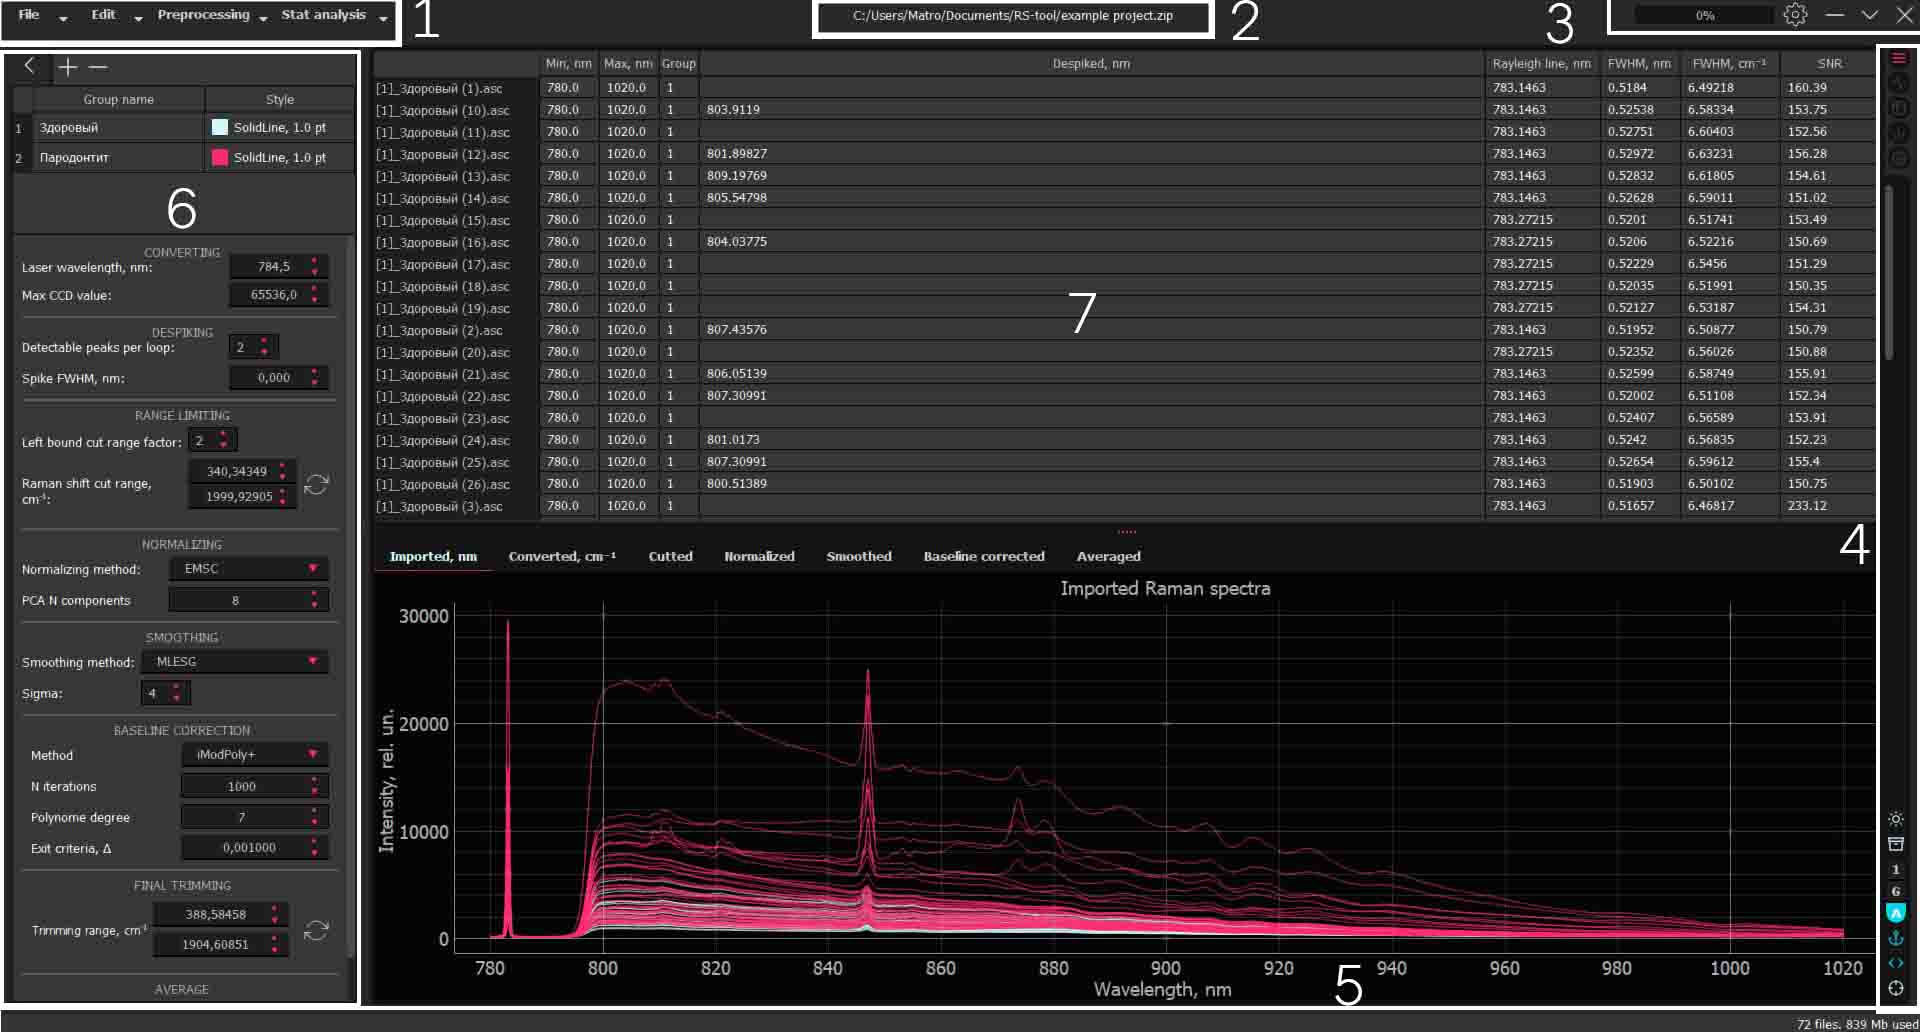 File Edit Preprocessing Stat analysis 1 C:/Users/Matro/Documents/RS-tool/example project.zip 2 3 0%
Group name Style
1 Здоровый SolidLine, 1.0 pt
2 Пародонтит SolidLine, 1.0 pt
6
CONVERTING
Laser wavelength, nm: 784,5
Max CCD value: 65536,0
DESPIKING
Detectable peaks per loop: 2
Spike FWHM, nm: 0,000
RANGE LIMITING
Left bound cut range factor: 2
Raman shift cut range, cm⁻¹: 340,34349
1999,92905
NORMALIZING
Normalizing method: EMSC
PCA N components 8
SMOOTHING
Smoothing method: MLESG
Sigma: 4
BASELINE CORRECTION
Method iModPoly+
N iterations 1000
Polynome degree 7
Exit criteria, Δ 0,001000
FINAL TRIMMING
Trimming range, cm⁻¹ 388,58458
1904,60851
AVERAGE
Min, nm Max, nm Group Despiked, nm Rayleigh line, nm FWHM, nm FWHM, cm⁻¹ SNR
[1]_Здоровый (1).asc 780.0 1020.0 1 783.1463 0.5184 6.49218 160.39
[1]_Здоровый (10).asc 780.0 1020.0 1 803.9119 783.1463 0.52538 6.58334 153.75
[1]_Здоровый (11).asc 780.0 1020.0 1 783.1463 0.52751 6.60403 152.56
[1]_Здоровый (12).asc 780.0 1020.0 1 801.89827 783.1463 0.52972 6.63231 156.28
[1]_Здоровый (13).asc 780.0 1020.0 1 809.19769 783.1463 0.52832 6.61805 154.61
[1]_Здоровый (14).asc 780.0 1020.0 1 805.54798 783.1463 0.52628 6.59011 151.02
[1]_Здоровый (15).asc 780.0 1020.0 1 783.27215 0.5201 6.51741 153.49
[1]_Здоровый (16).asc 780.0 1020.0 1 804.03775 783.27215 0.5206 6.52216 150.69
[1]_Здоровый (17).asc 780.0 1020.0 1 783.27215 0.52229 6.5456 151.29
[1]_Здоровый (18).asc 780.0 1020.0 1 783.27215 0.52035 6.51991 150.35
[1]_Здоровый (19).asc 780.0 1020.0 1 783.27215 0.52127 6.53187 154.31
[1]_Здоровый (2).asc 780.0 1020.0 1 807.43576 783.1463 0.51952 6.50877 150.79
[1]_Здоровый (20).asc 780.0 1020.0 1 783.27215 0.52352 6.56026 150.88
[1]_Здоровый (21).asc 780.0 1020.0 1 806.05139 783.1463 0.52599 6.58749 155.91
[1]_Здоровый (22).asc 780.0 1020.0 1 807.30991 783.1463 0.52002 6.51108 152.34
[1]_Здоровый (23).asc 780.0 1020.0 1 783.1463 0.52407 6.56589 153.91
[1]_Здоровый (24).asc 780.0 1020.0 1 801.0173 783.1463 0.5242 6.56835 152.23
[1]_Здоровый (25).asc 780.0 1020.0 1 807.30991 783.1463 0.52654 6.59612 155.4
[1]_Здоровый (26).asc 780.0 1020.0 1 800.51389 783.1463 0.51903 6.50102 150.75
[1]_Здоровый (3).asc 780.0 1020.0 1 783.1463 0.51657 6.46817 233.12
7
4
Imported, nm Converted, cm⁻¹ Cutted Normalized Smoothed Baseline corrected Averaged
Imported Raman spectra
Intensity, rel. un.
30000
20000
10000
0
780 800 820 840 860 880 900 920 940 960 980 1000 1020
Wavelength, nm
5
1
G
A
72 files. 839 Mb used